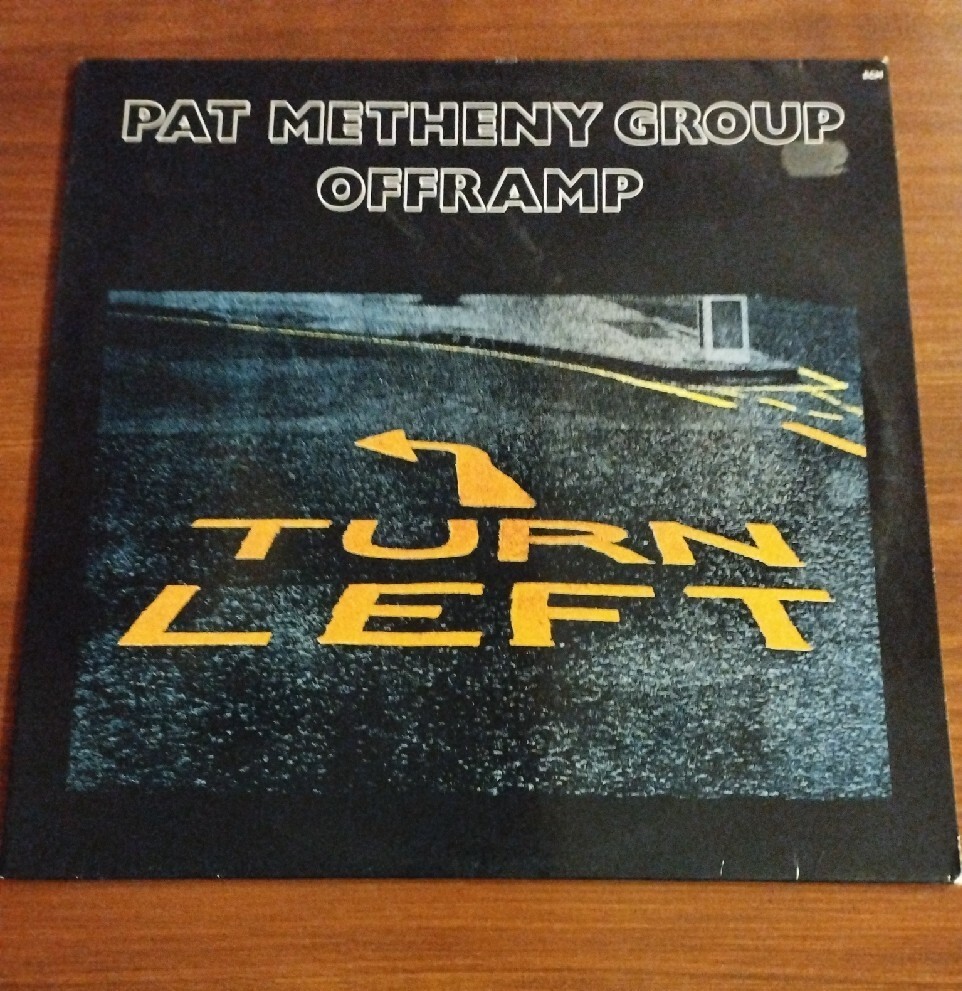 PAT METHENY GROUP
OFFRAMP
TURN
LEFT